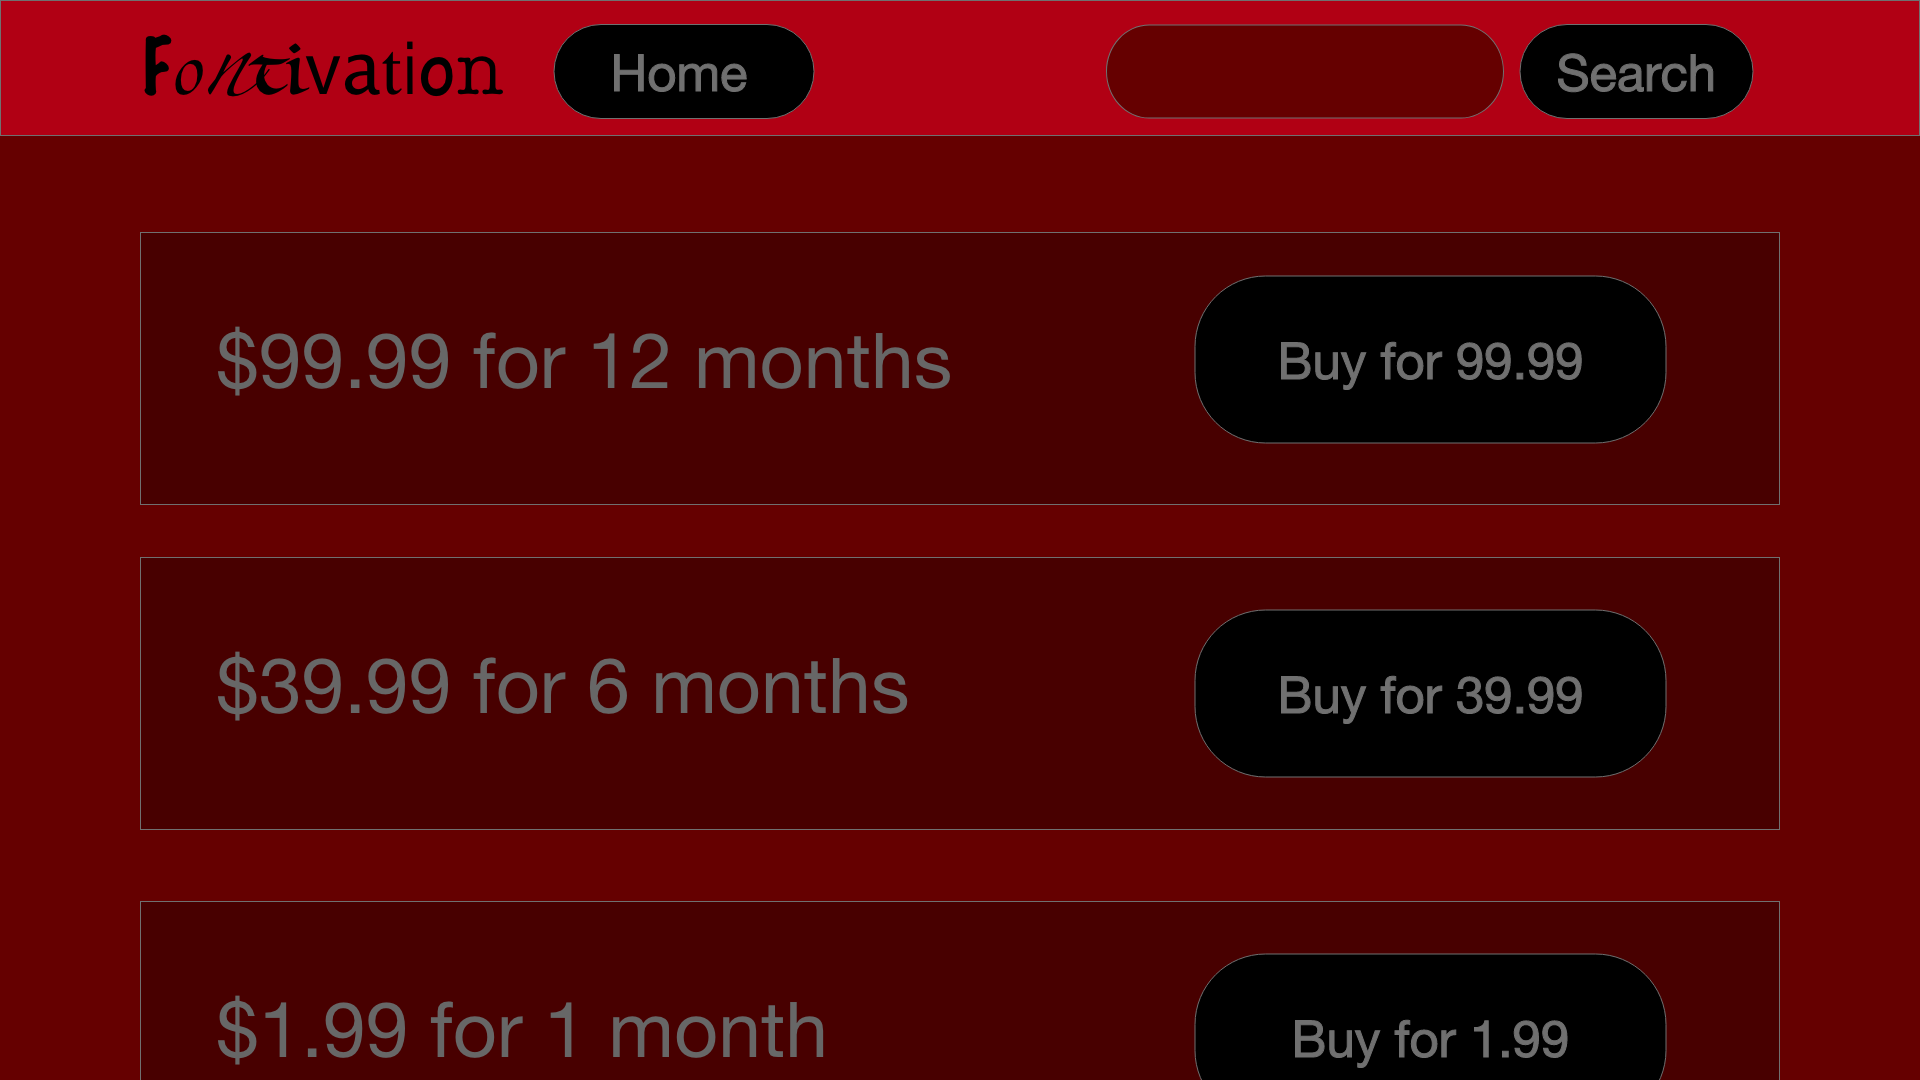 Fontivation Home Search
$99.99 for 12 months Buy for 99.99
$39.99 for 6 months Buy for 39.99
$1.99 for 1 month Buy for 1.99